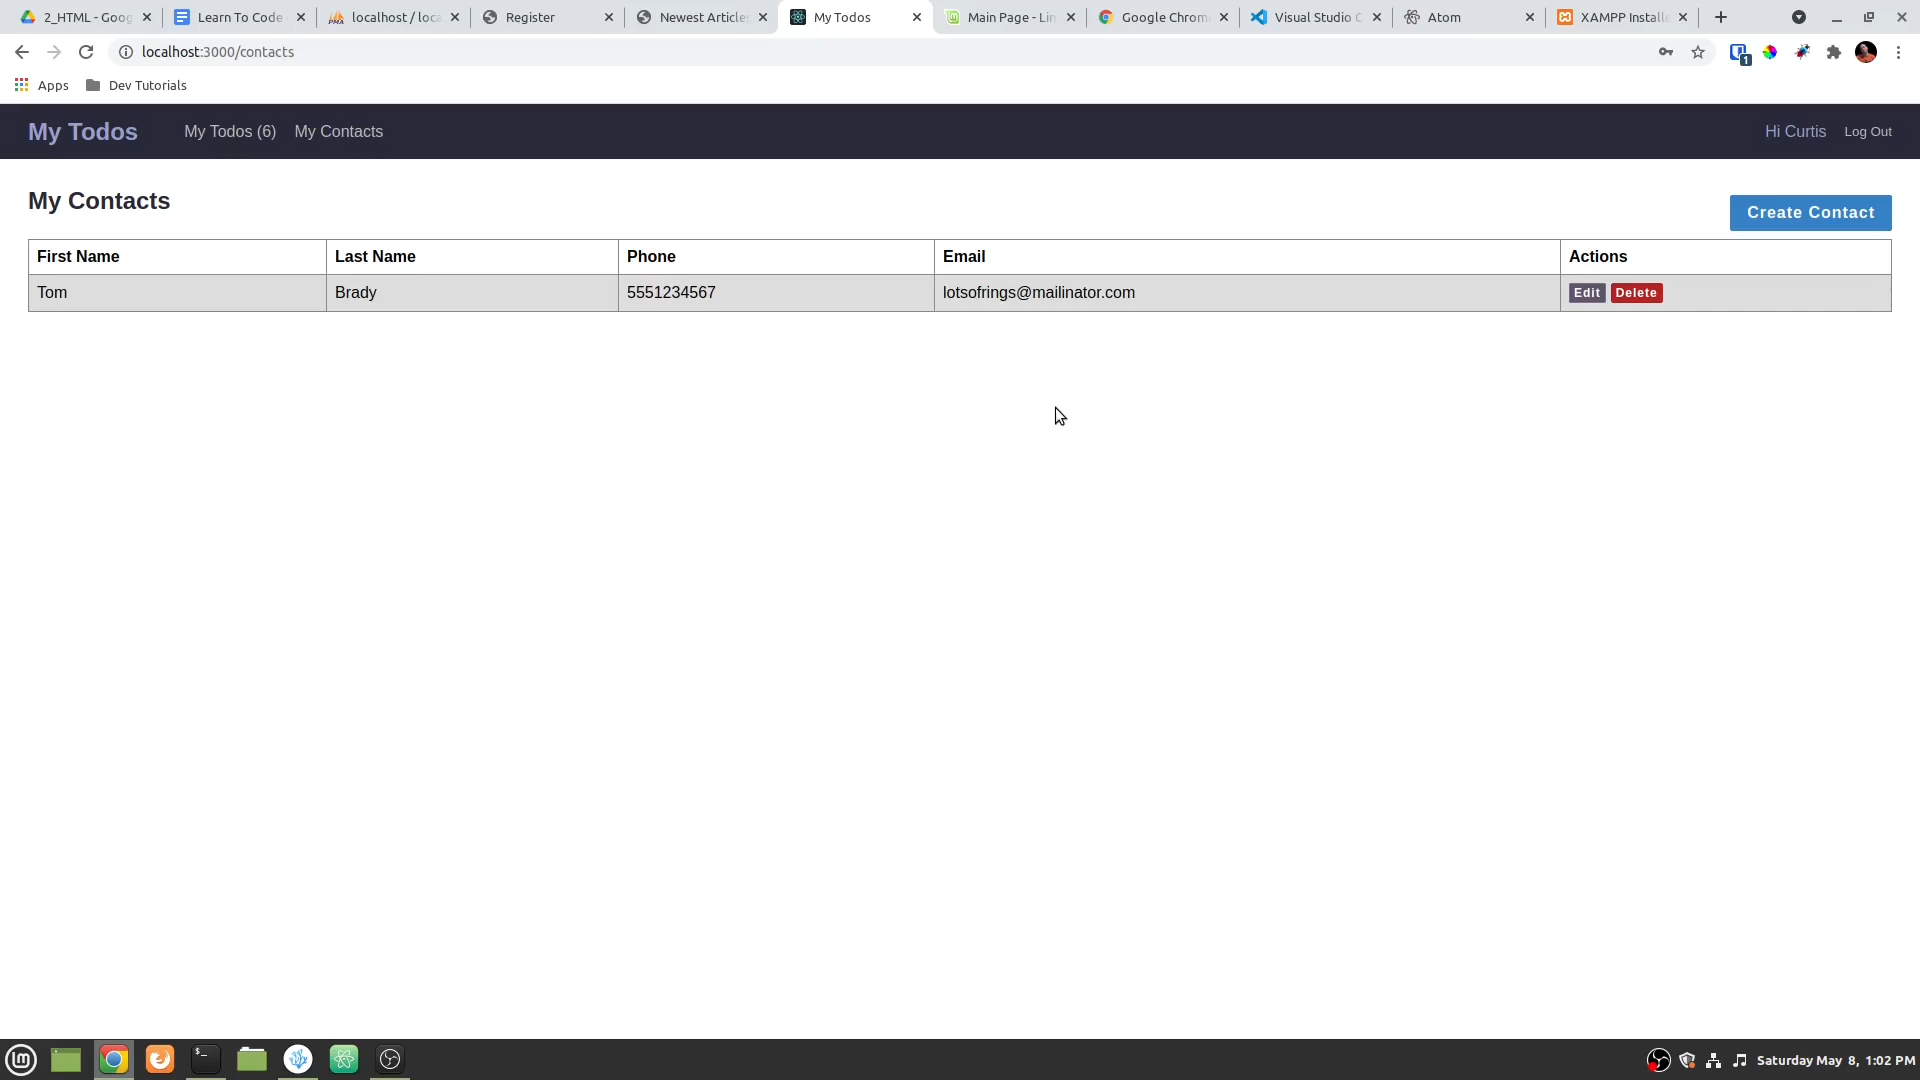 2_HTML - Goog
Learn To Code
localhost / loca
Register
Newest Articles
My Todos
Main Page - Lin
Google Chrom
Visual Studio C
Atom
XAMPP Installe
localhost:3000/contacts
1
Apps
Dev Tutorials
My Todos
My Todos (6)
My Contacts
Hi Curtis
Log Out
My Contacts
Create Contact
First Name Last Name Phone Email Actions
Tom Brady 5551234567 lotsofrings@mailinator.com Edit Delete
Saturday May 8, 1:02 PM